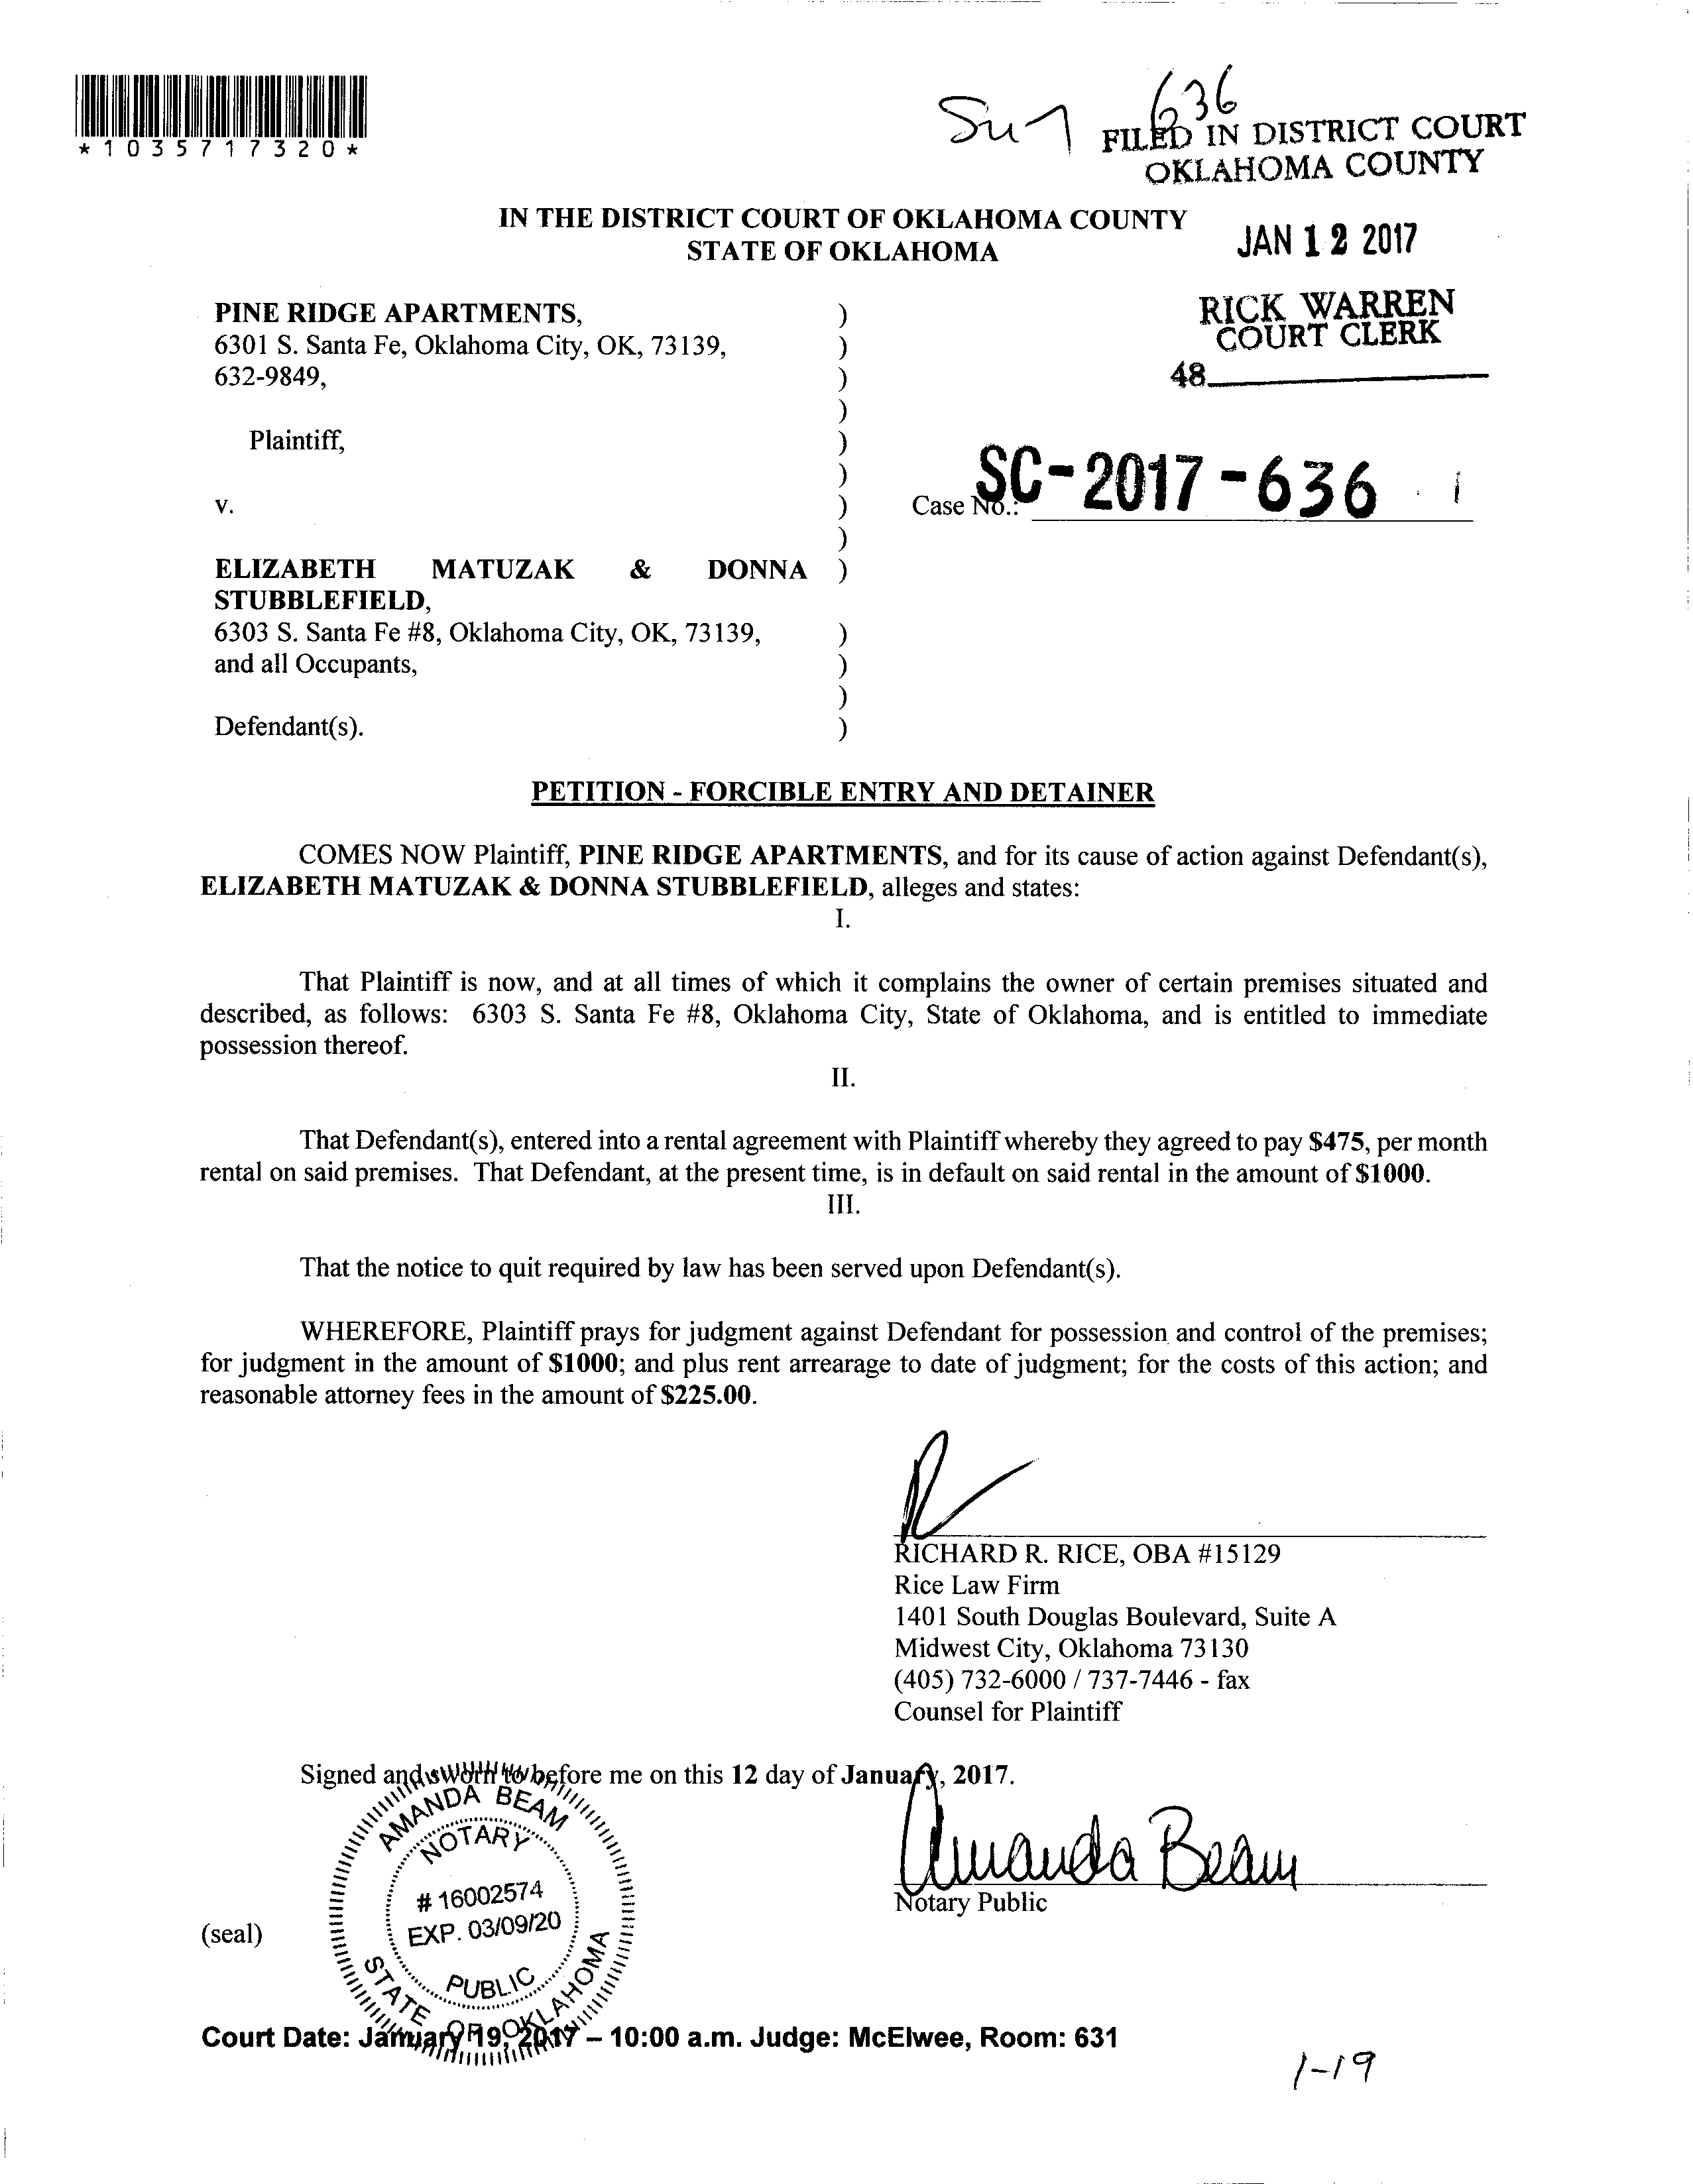 *1035717320*
636
FILED IN DISTRICT COURT
OKLAHOMA COUNTY
IN THE DISTRICT COURT OF OKLAHOMA COUNTY
STATE OF OKLAHOMA
JAN 12 2017
RICK WARREN
COURT CLERK
48
PINE RIDGE APARTMENTS, )
6301 S. Santa Fe, Oklahoma City, OK, 73139, )
632-9849, )
)
Plaintiff, )
)
v. ) Case No.: SC-2017-636
)
ELIZABETH MATUZAK & DONNA )
STUBBLEFIELD,
6303 S. Santa Fe #8, Oklahoma City, OK, 73139, )
and all Occupants, )
)
Defendant(s). )
PETITION - FORCIBLE ENTRY AND DETAINER
COMES NOW Plaintiff, PINE RIDGE APARTMENTS, and for its cause of action against Defendant(s),
ELIZABETH MATUZAK & DONNA STUBBLEFIELD, alleges and states:
I.
That Plaintiff is now, and at all times of which it complains the owner of certain premises situated and
described, as follows: 6303 S. Santa Fe #8, Oklahoma City, State of Oklahoma, and is entitled to immediate
possession thereof.
II.
That Defendant(s), entered into a rental agreement with Plaintiff whereby they agreed to pay $475, per month
rental on said premises. That Defendant, at the present time, is in default on said rental in the amount of $1000.
III.
That the notice to quit required by law has been served upon Defendant(s).
WHEREFORE, Plaintiff prays for judgment against Defendant for possession and control of the premises;
for judgment in the amount of $1000; and plus rent arrearage to date of judgment; for the costs of this action; and
reasonable attorney fees in the amount of $225.00.
RICHARD R. RICE, OBA #15129
Rice Law Firm
1401 South Douglas Boulevard, Suite A
Midwest City, Oklahoma 73130
(405) 732-6000 / 737-7446 - fax
Counsel for Plaintiff
Signed and sworn to before me on this 12 day of January, 2017.
AMANDA BEAM
NOTARY
# 16002574
EXP. 03/09/20
PUBLIC
STATE OF OKLAHOMA
Amanda Beam
Notary Public
(seal)
Court Date: January 19, 2017 – 10:00 a.m. Judge: McElwee, Room: 631
1-19